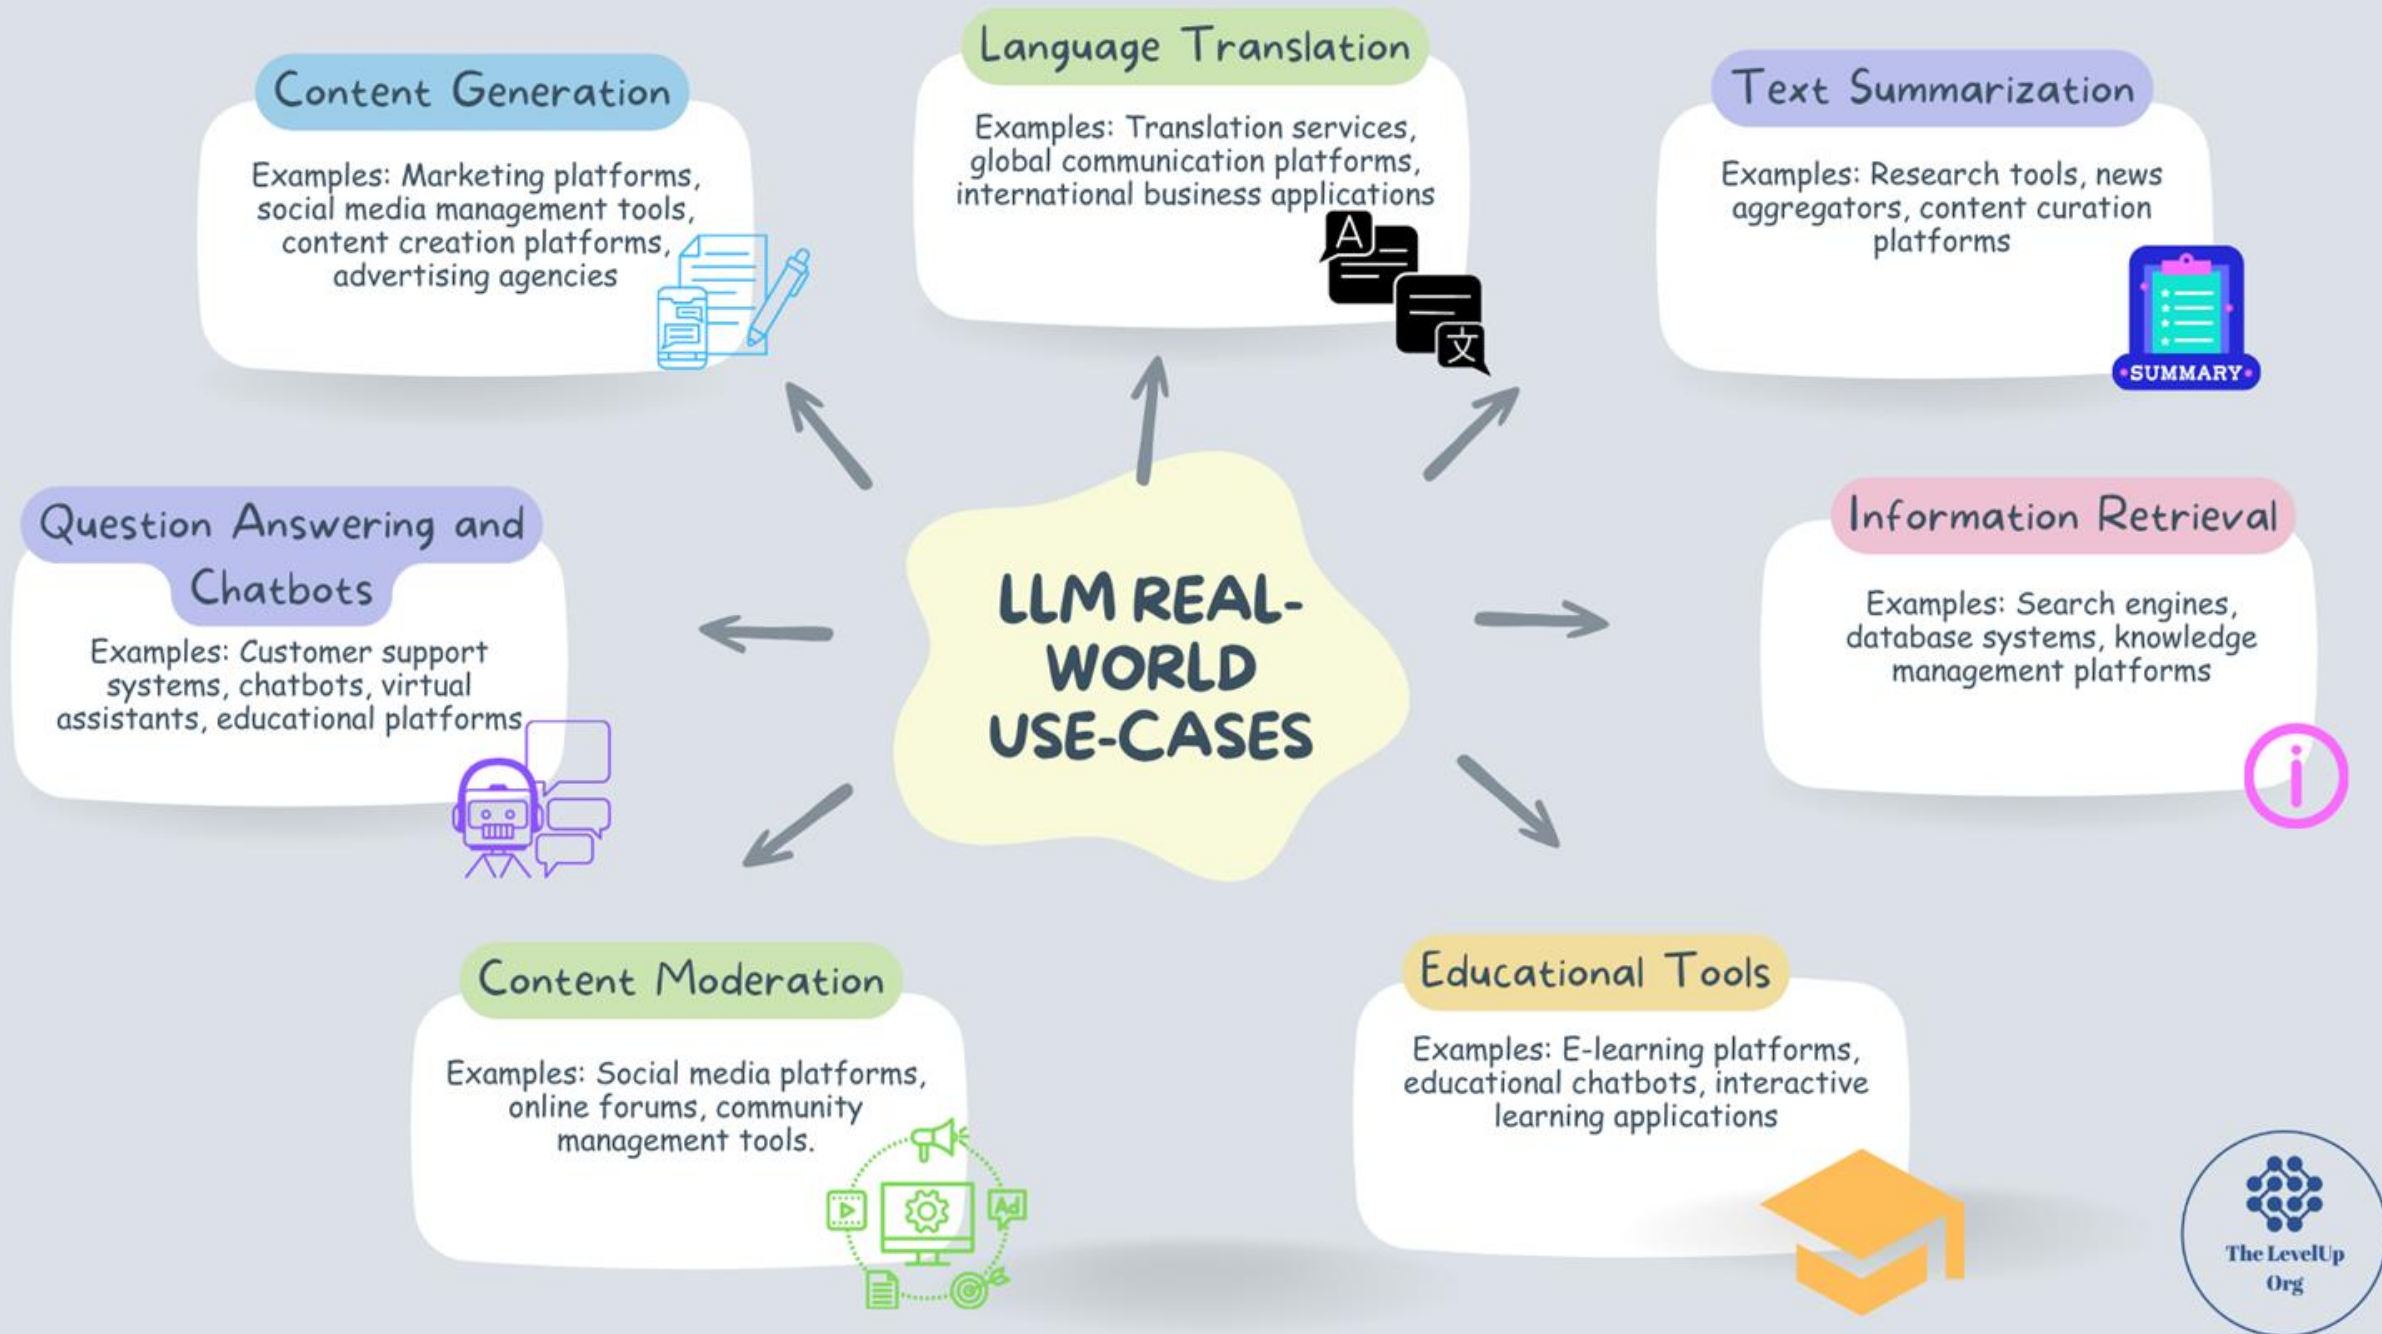 Content Generation
Examples: Marketing platforms,
social media management tools,
content creation platforms,
advertising agencies
Language Translation
Examples: Translation services,
global communication platforms,
international business applications
A
文
Text Summarization
Examples: Research tools, news
aggregators, content curation
platforms
SUMMARY
Question Answering and
Chatbots
Examples: Customer support
systems, chatbots, virtual
assistants, educational platforms
LLM REAL-
WORLD
USE-CASES
Information Retrieval
Examples: Search engines,
database systems, knowledge
management platforms
i
Content Moderation
Examples: Social media platforms,
online forums, community
management tools.
Ad
Educational Tools
Examples: E-learning platforms,
educational chatbots, interactive
learning applications
The LevelUp
Org